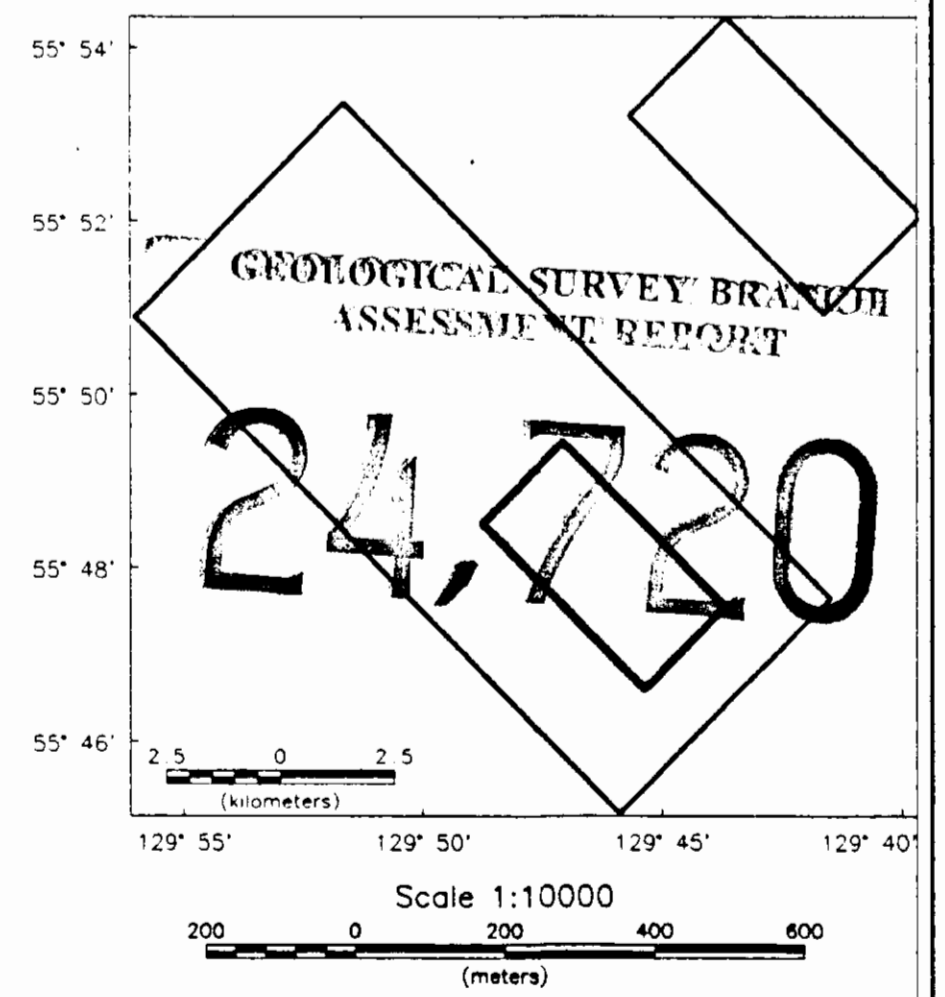 55° 54'
55° 52'
GEOLOGICAL SURVEY BRANCH
ASSESSMENT REPORT
55° 50'
24,720
55° 48'
55° 46'
2.5 0 2.5
(kilometers)
129° 55' 129° 50' 129° 45' 129° 40'
Scale 1:10000
200 0 200 400 600
(meters)